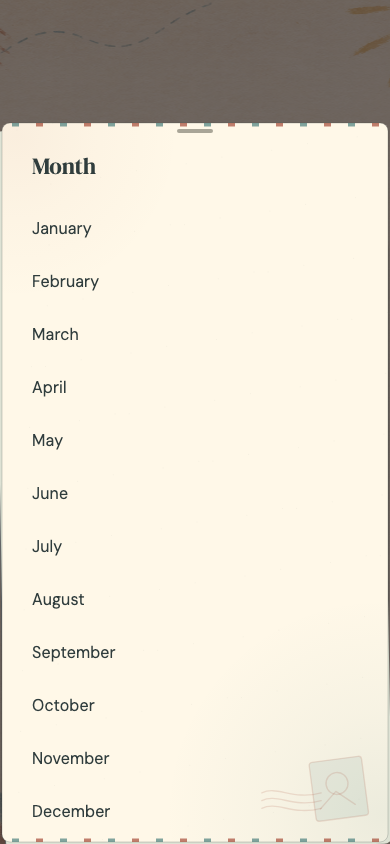 Month
January
February
March
April
May
June
July
August
September
October
November
December